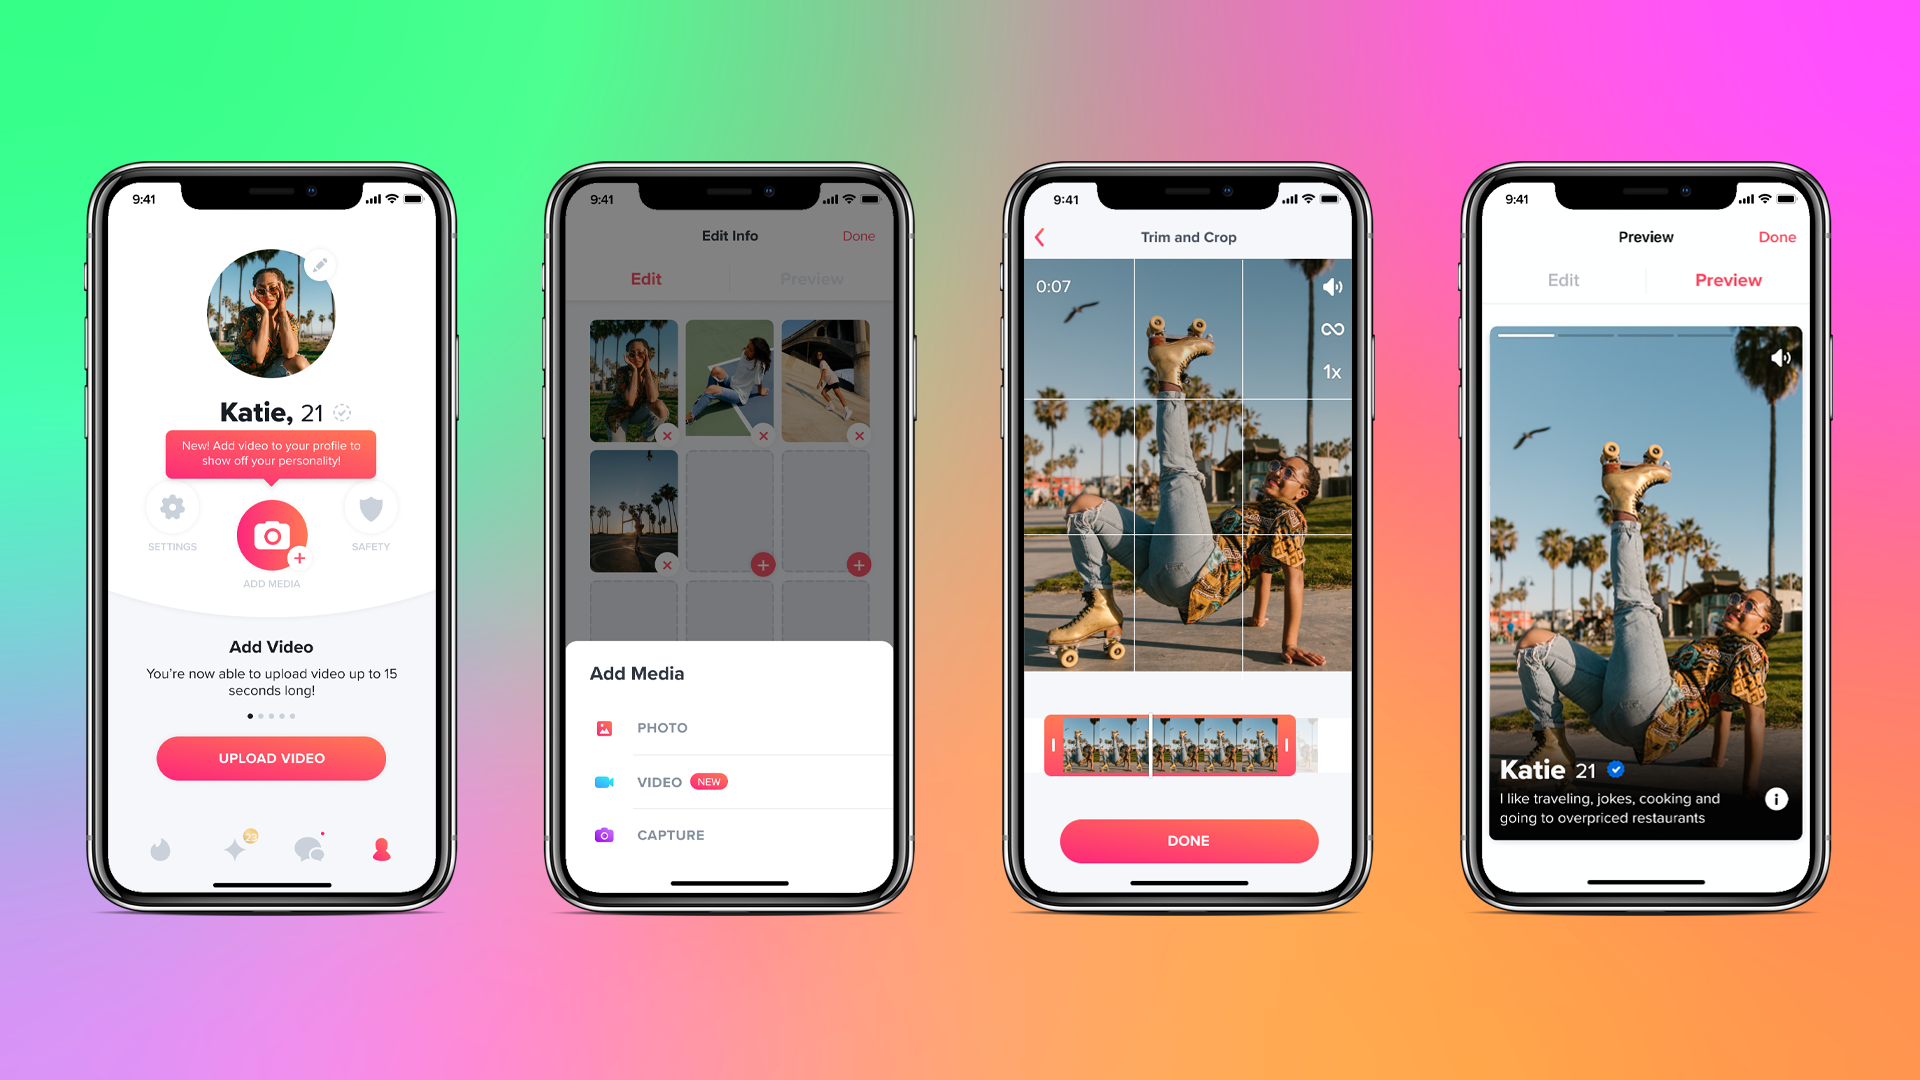 9:41
Katie, 21
New! Add video to your profile to
show off your personality!
SETTINGS
SAFETY
ADD MEDIA
Add Video
You're now able to upload video up to 15
seconds long!
UPLOAD VIDEO
23
9:41
Edit Info
Done
Edit
Preview
Add Media
PHOTO
VIDEO NEW
CAPTURE
9:41
Trim and Crop
0:07
1x
DONE
9:41
Preview
Done
Edit
Preview
Katie 21
I like traveling, jokes, cooking and
going to overpriced restaurants